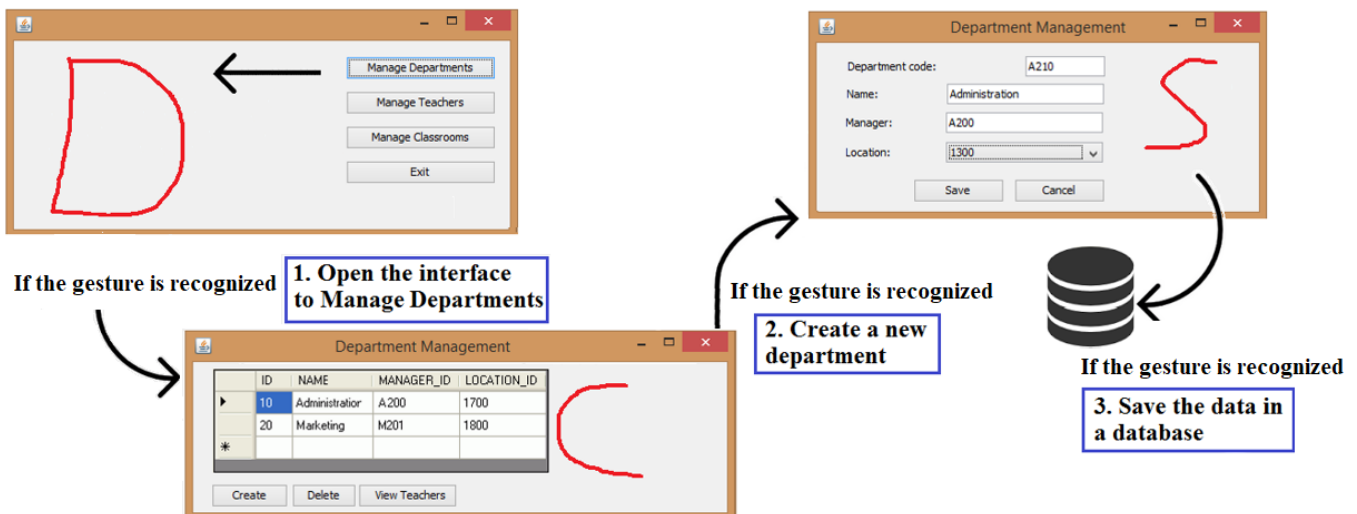 D
Manage Departments
Manage Teachers
Manage Classrooms
Exit
If the gesture is recognized
1. Open the interface
to Manage Departments
Department Management
ID NAME MANAGER_ID LOCATION_ID
10 Administratior A200 1700
20 Marketing M201 1800
*
C
Create Delete View Teachers
If the gesture is recognized
2. Create a new
department
Department Management
Department code: A210
Name: Administration
Manager: A200
Location: 1300
S
Save Cancel
If the gesture is recognized
3. Save the data in
a database